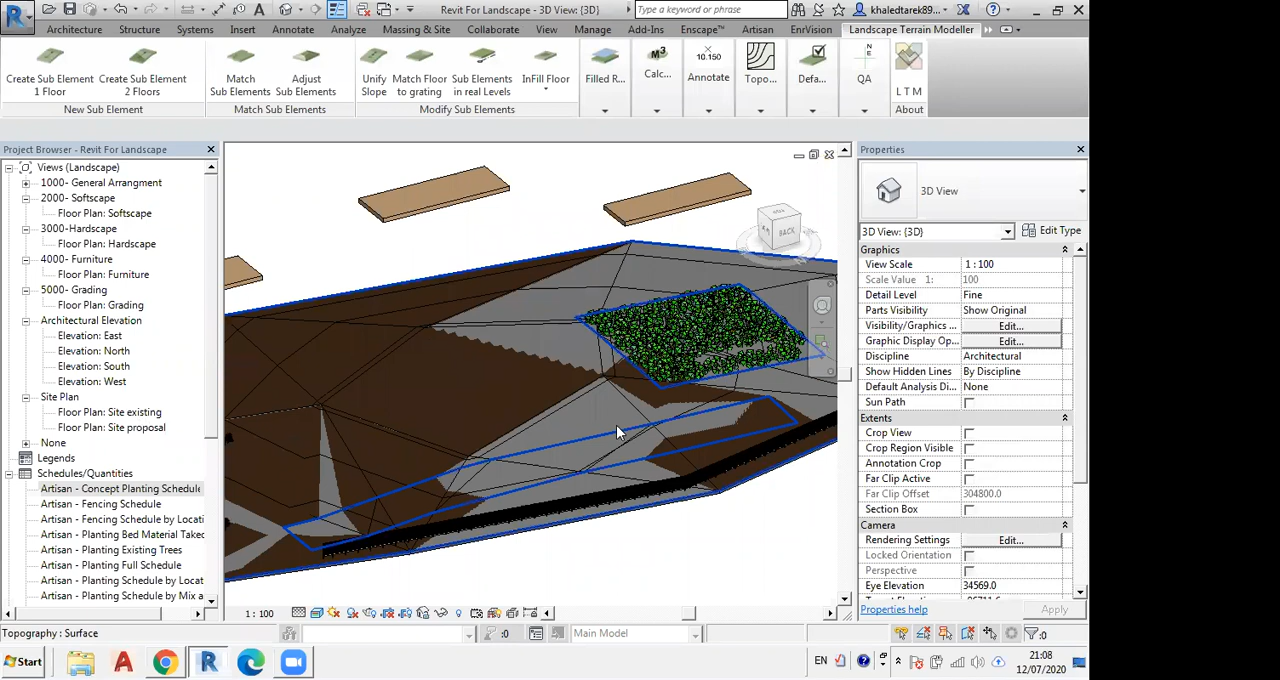 Revit For Landscape - 3D View: {3D}
Type a keyword or phrase
khaledtarek89...
Architecture Structure Systems Insert Annotate Analyze Massing & Site Collaborate View Manage Add-Ins Enscape™ Artisan EnrVision Landscape Terrain Modeller
Create Sub Element
1 Floor
Create Sub Element
2 Floors
Match
Sub Elements
Adjust
Sub Elements
Unify
Slope
Match Floor
to grating
Sub Elements
in real Levels
InFill Floor
Filled R...
M³
Calc...
10.150
Annotate
Topo...
Defa...
N
E
QA
L T M
New Sub Element
Match Sub Elements
Modify Sub Elements
About
Project Browser - Revit For Landscape
Views (Landscape)
1000- General Arrangment
2000- Softscape
Floor Plan: Softscape
3000-Hardscape
Floor Plan: Hardscape
4000- Furniture
Floor Plan: Furniture
5000- Grading
Floor Plan: Grading
Architectural Elevation
Elevation: East
Elevation: North
Elevation: South
Elevation: West
Site Plan
Floor Plan: Site existing
Floor Plan: Site proposal
None
Legends
Schedules/Quantities
Artisan - Concept Planting Schedule
Artisan - Fencing Schedule
Artisan - Fencing Schedule by Locati
Artisan - Planting Bed Material Takec
Artisan - Planting Existing Trees
Artisan - Planting Full Schedule
Artisan - Planting Schedule by Locat
Artisan - Planting Schedule by Mix a
BACK
1 : 100
Properties
3D View
3D View: {3D}
Edit Type
Graphics
View Scale 1 : 100
Scale Value 1: 100
Detail Level Fine
Parts Visibility Show Original
Visibility/Graphics ... Edit...
Graphic Display Op... Edit...
Discipline Architectural
Show Hidden Lines By Discipline
Default Analysis Di... None
Sun Path
Extents
Crop View
Crop Region Visible
Annotation Crop
Far Clip Active
Far Clip Offset 304800.0
Section Box
Camera
Rendering Settings Edit...
Locked Orientation
Perspective
Eye Elevation 34569.0
Properties help
Apply
Topography : Surface
:0
Main Model
:0
Start
EN
21:08
12/07/2020